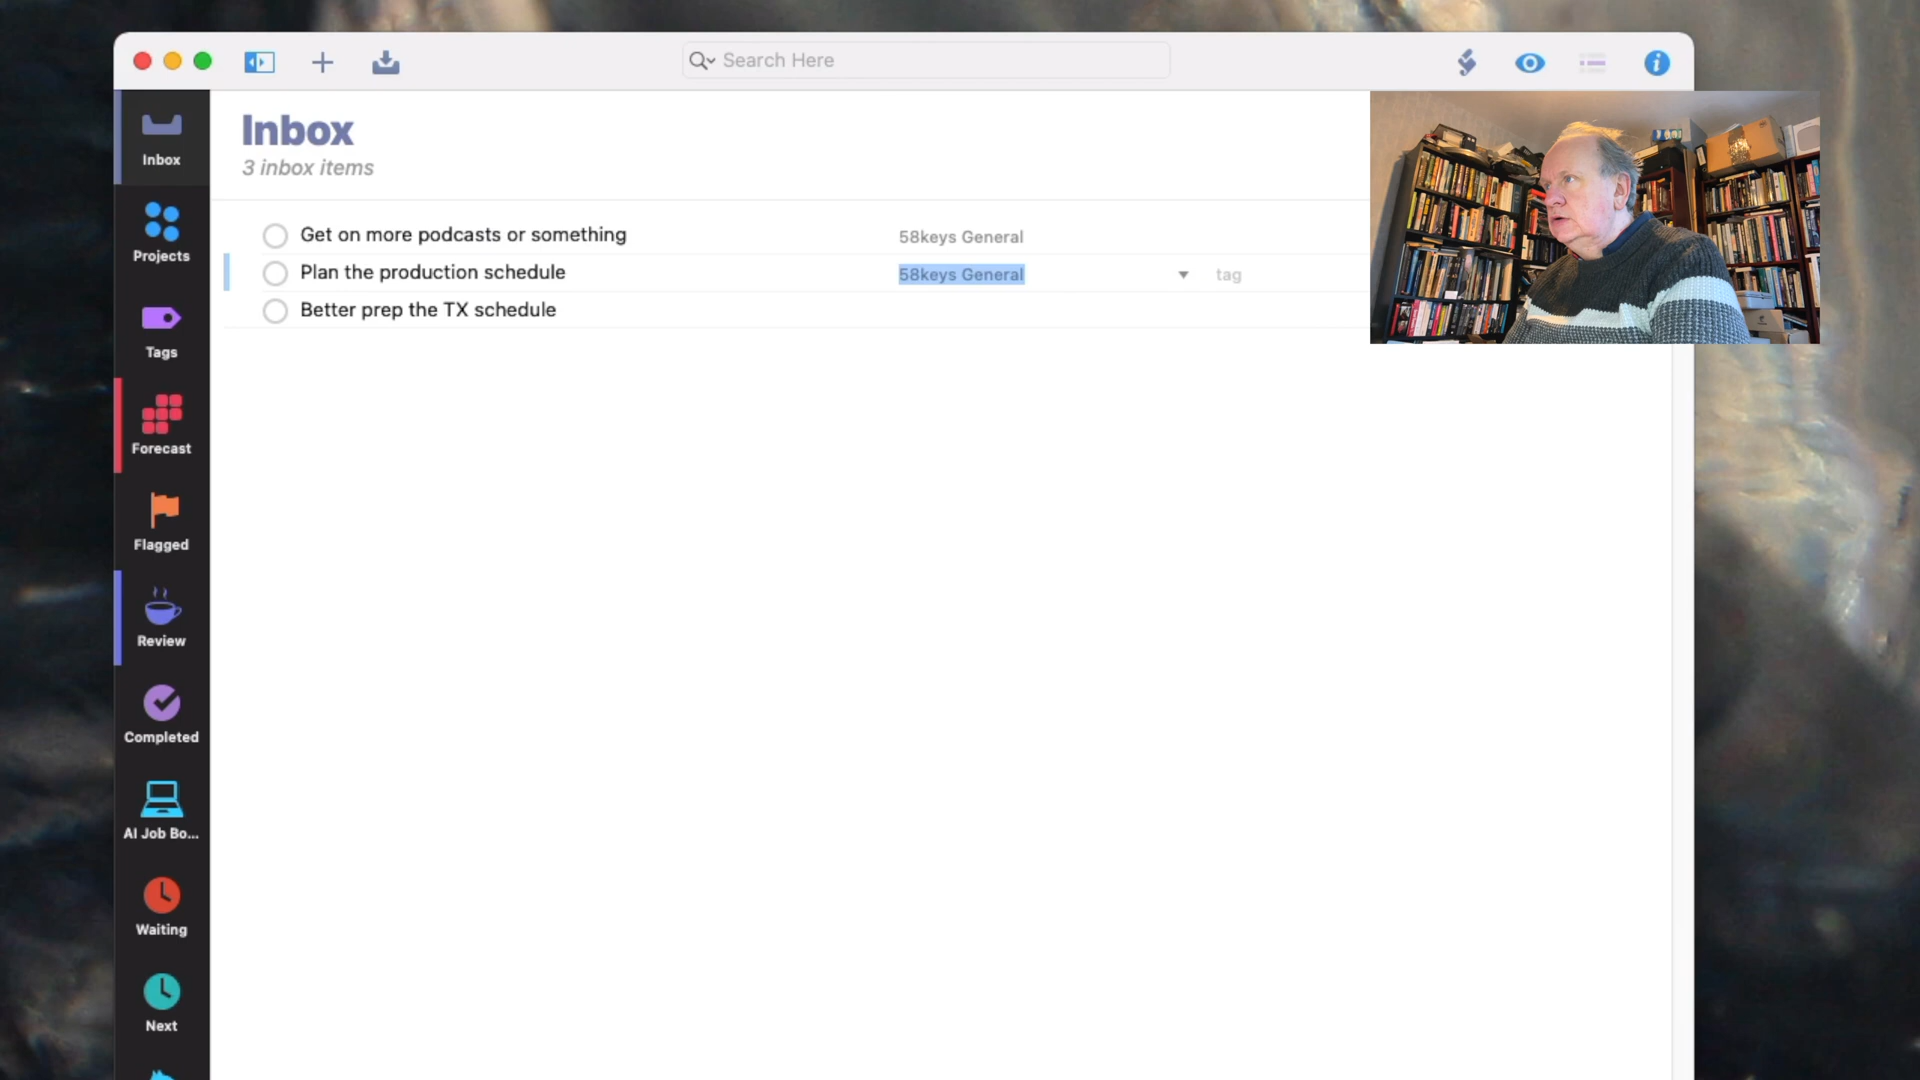 Search Here
Inbox
Projects
Tags
Forecast
Flagged
Review
Completed
AI Job Bo...
Waiting
Next
Inbox
3 inbox items
Get on more podcasts or something 58keys General
Plan the production schedule 58keys General tag
Better prep the TX schedule